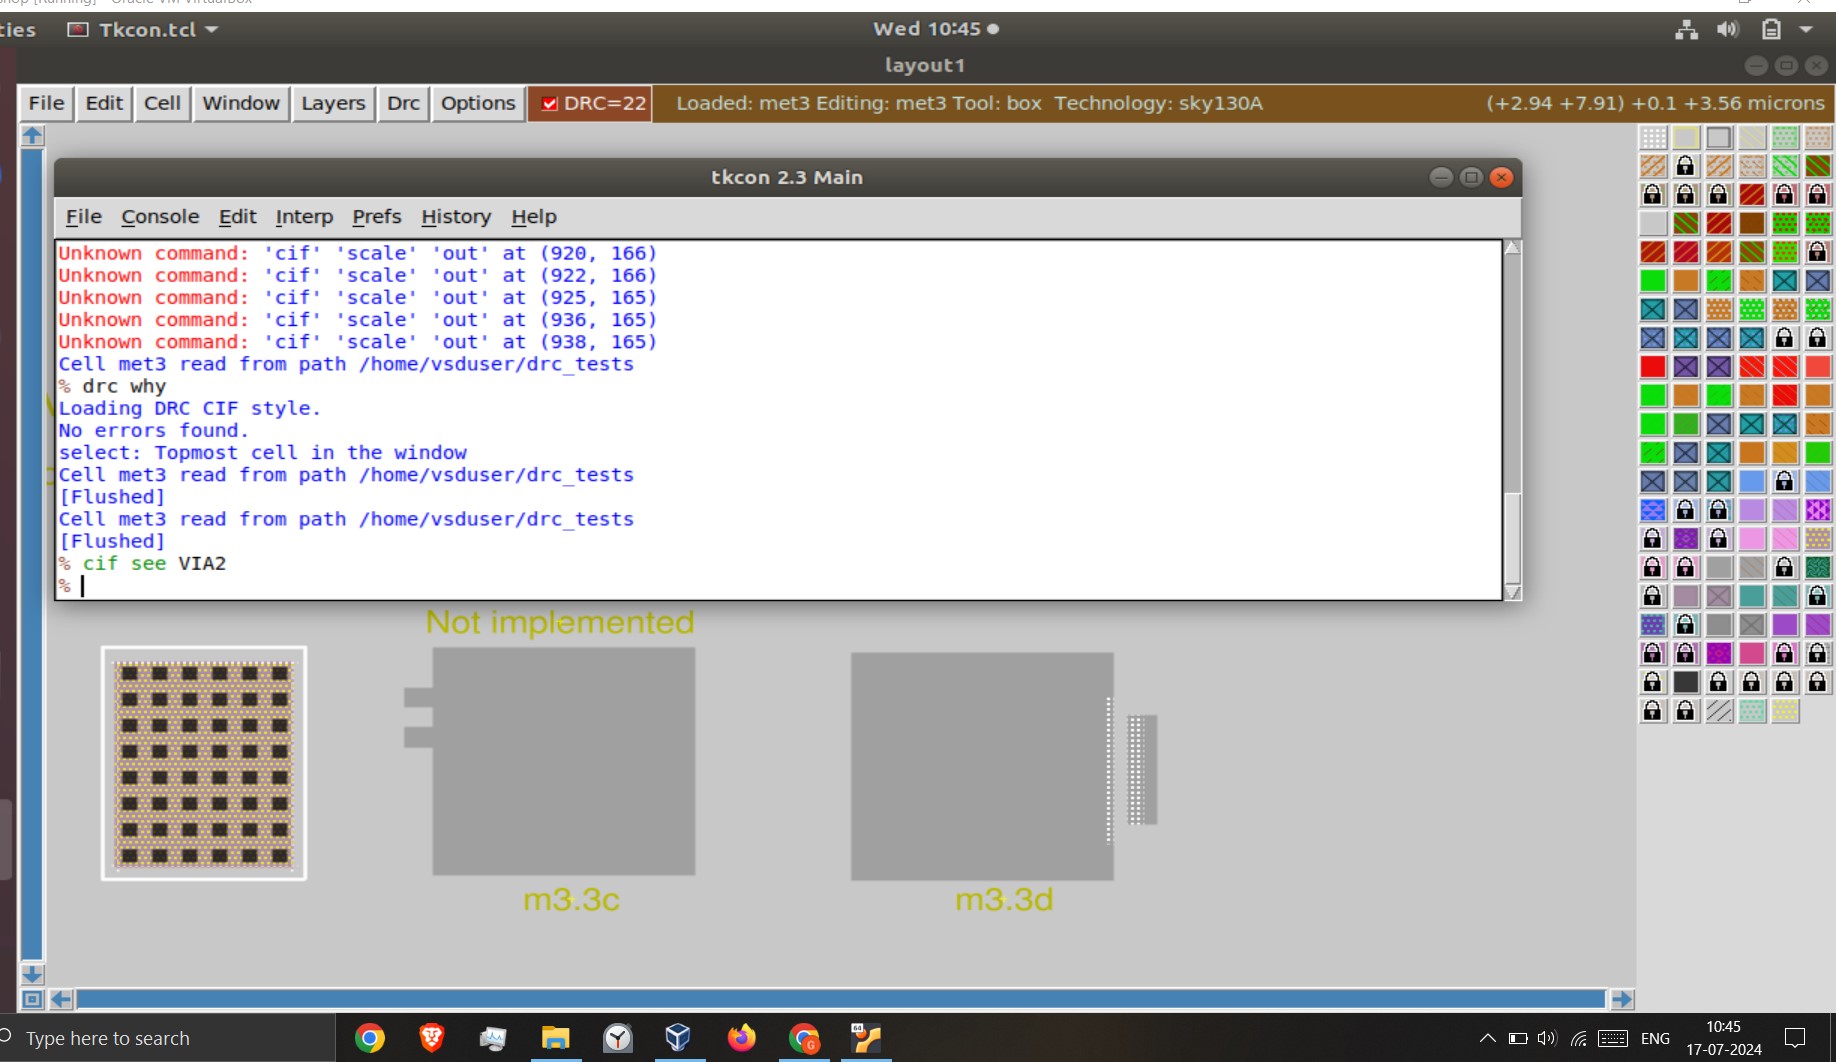 shop [Running] - Oracle VM VirtualBox
ties Tkcon.tcl Wed 10:45
layout1
File Edit Cell Window Layers Drc Options DRC=22 Loaded: met3 Editing: met3 Tool: box Technology: sky130A (+2.94 +7.91) +0.1 +3.56 microns
tkcon 2.3 Main
File Console Edit Interp Prefs History Help
Unknown command: 'cif' 'scale' 'out' at (920, 166)
Unknown command: 'cif' 'scale' 'out' at (922, 166)
Unknown command: 'cif' 'scale' 'out' at (925, 165)
Unknown command: 'cif' 'scale' 'out' at (936, 165)
Unknown command: 'cif' 'scale' 'out' at (938, 165)
Cell met3 read from path /home/vsduser/drc_tests
% drc why
Loading DRC CIF style.
No errors found.
select: Topmost cell in the window
Cell met3 read from path /home/vsduser/drc_tests
[Flushed]
Cell met3 read from path /home/vsduser/drc_tests
[Flushed]
% cif see VIA2
%
Not implemented
m3.3c m3.3d
Type here to search 64 G ENG 10:45
17-07-2024